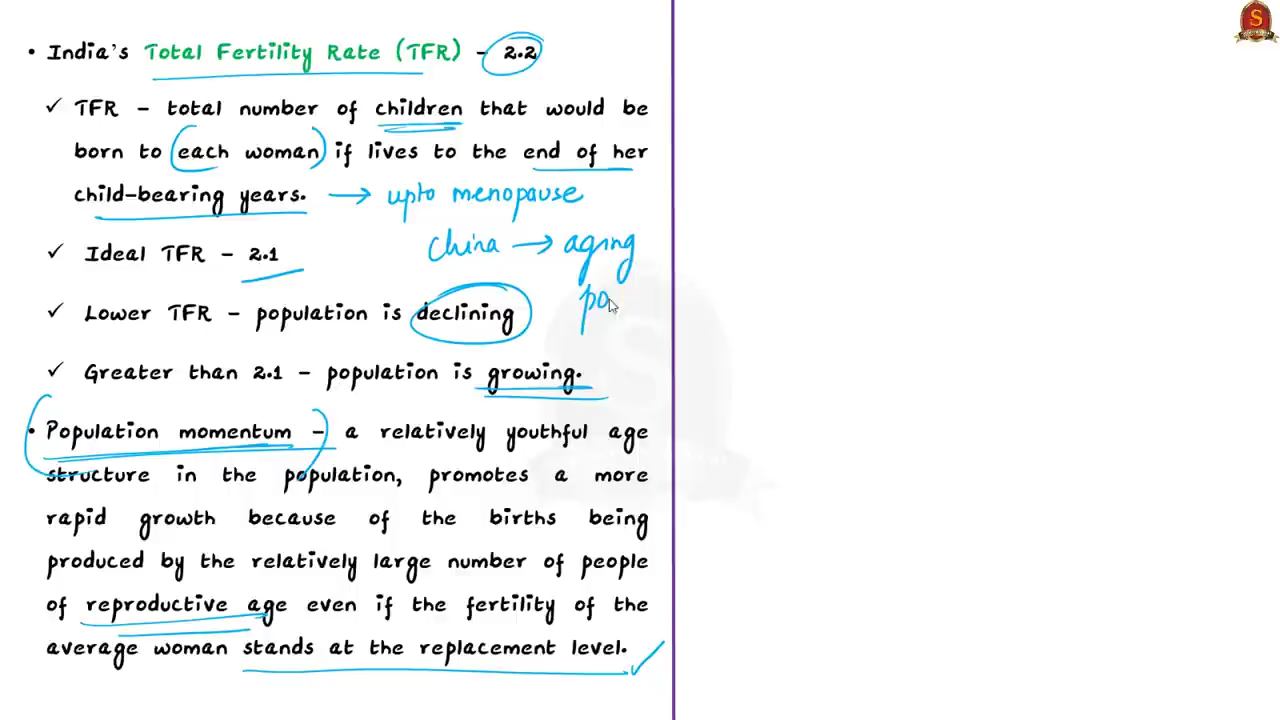 • India's Total Fertility Rate (TFR) - 2.2
✓ TFR - total number of children that would be
born to each woman if lives to the end of her
child-bearing years. → upto menopause
China → aging
✓ Ideal TFR - 2.1
po
✓ Lower TFR - population is declining
✓ Greater than 2.1 - population is growing.
• Population momentum - a relatively youthful age
structure in the population, promotes a more
rapid growth because of the births being
produced by the relatively large number of people
of reproductive age even if the fertility of the
average woman stands at the replacement level.